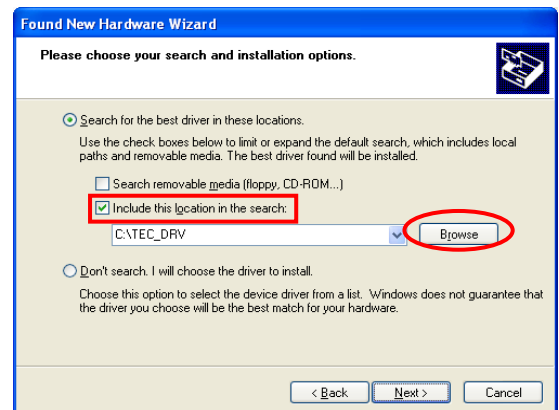 Found New Hardware Wizard
Please choose your search and installation options.
Search for the best driver in these locations.
Use the check boxes below to limit or expand the default search, which includes local
paths and removable media. The best driver found will be installed.
Search removable media (floppy, CD-ROM...)
Include this location in the search:
C:\TEC_DRV
Browse
Don't search. I will choose the driver to install.
Choose this option to select the device driver from a list. Windows does not guarantee that
the driver you choose will be the best match for your hardware.
< Back
Next >
Cancel